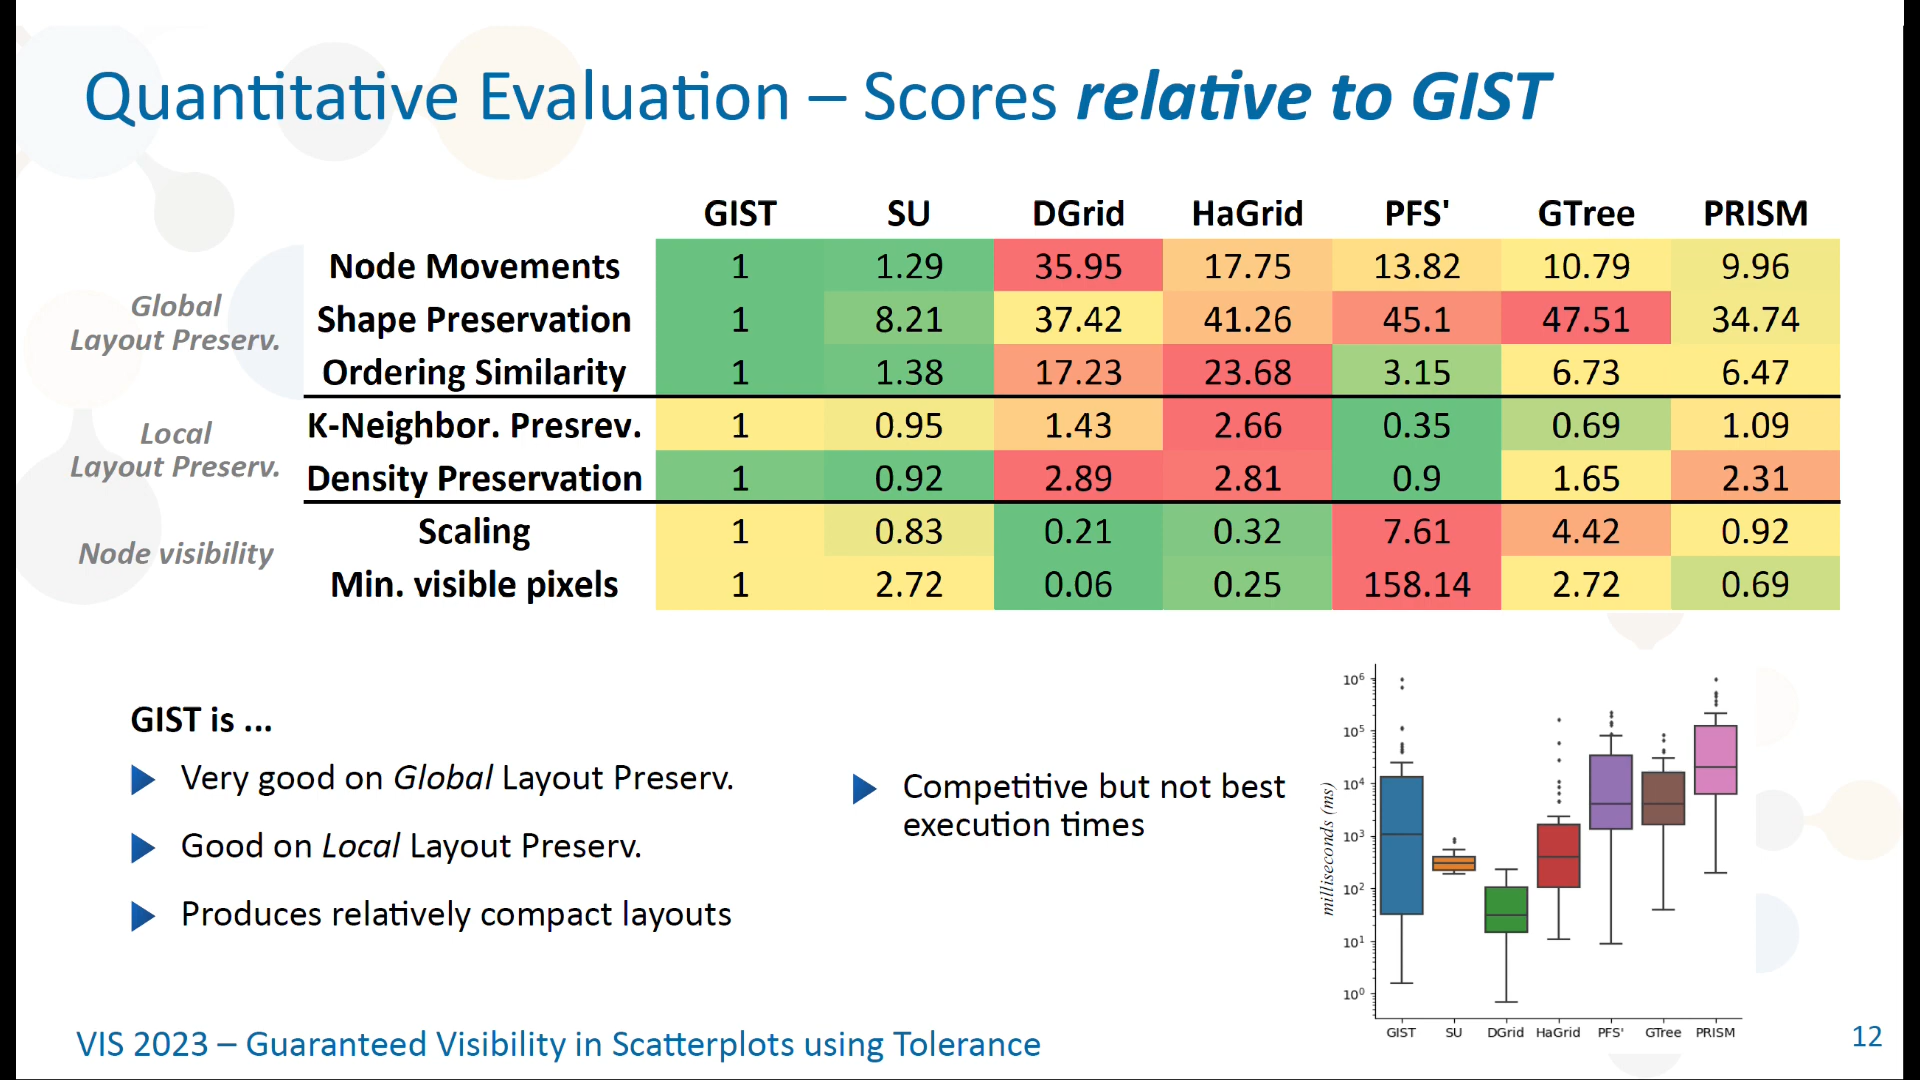 Quantitative Evaluation – Scores relative to GIST
GIST SU DGrid HaGrid PFS' GTree PRISM
Global
Layout Preserv.
Node Movements 1 1.29 35.95 17.75 13.82 10.79 9.96
Shape Preservation 1 8.21 37.42 41.26 45.1 47.51 34.74
Ordering Similarity 1 1.38 17.23 23.68 3.15 6.73 6.47
Local
Layout Preserv.
K-Neighbor. Presrev. 1 0.95 1.43 2.66 0.35 0.69 1.09
Density Preservation 1 0.92 2.89 2.81 0.9 1.65 2.31
Node visibility
Scaling 1 0.83 0.21 0.32 7.61 4.42 0.92
Min. visible pixels 1 2.72 0.06 0.25 158.14 2.72 0.69
GIST is ...
Very good on Global Layout Preserv.
Good on Local Layout Preserv.
Produces relatively compact layouts
Competitive but not best
execution times
milliseconds (ms)
10⁶
10⁵
10⁴
10³
10²
10¹
10⁰
GIST SU DGrid HaGrid PFS' GTree PRISM
VIS 2023 – Guaranteed Visibility in Scatterplots using Tolerance
12